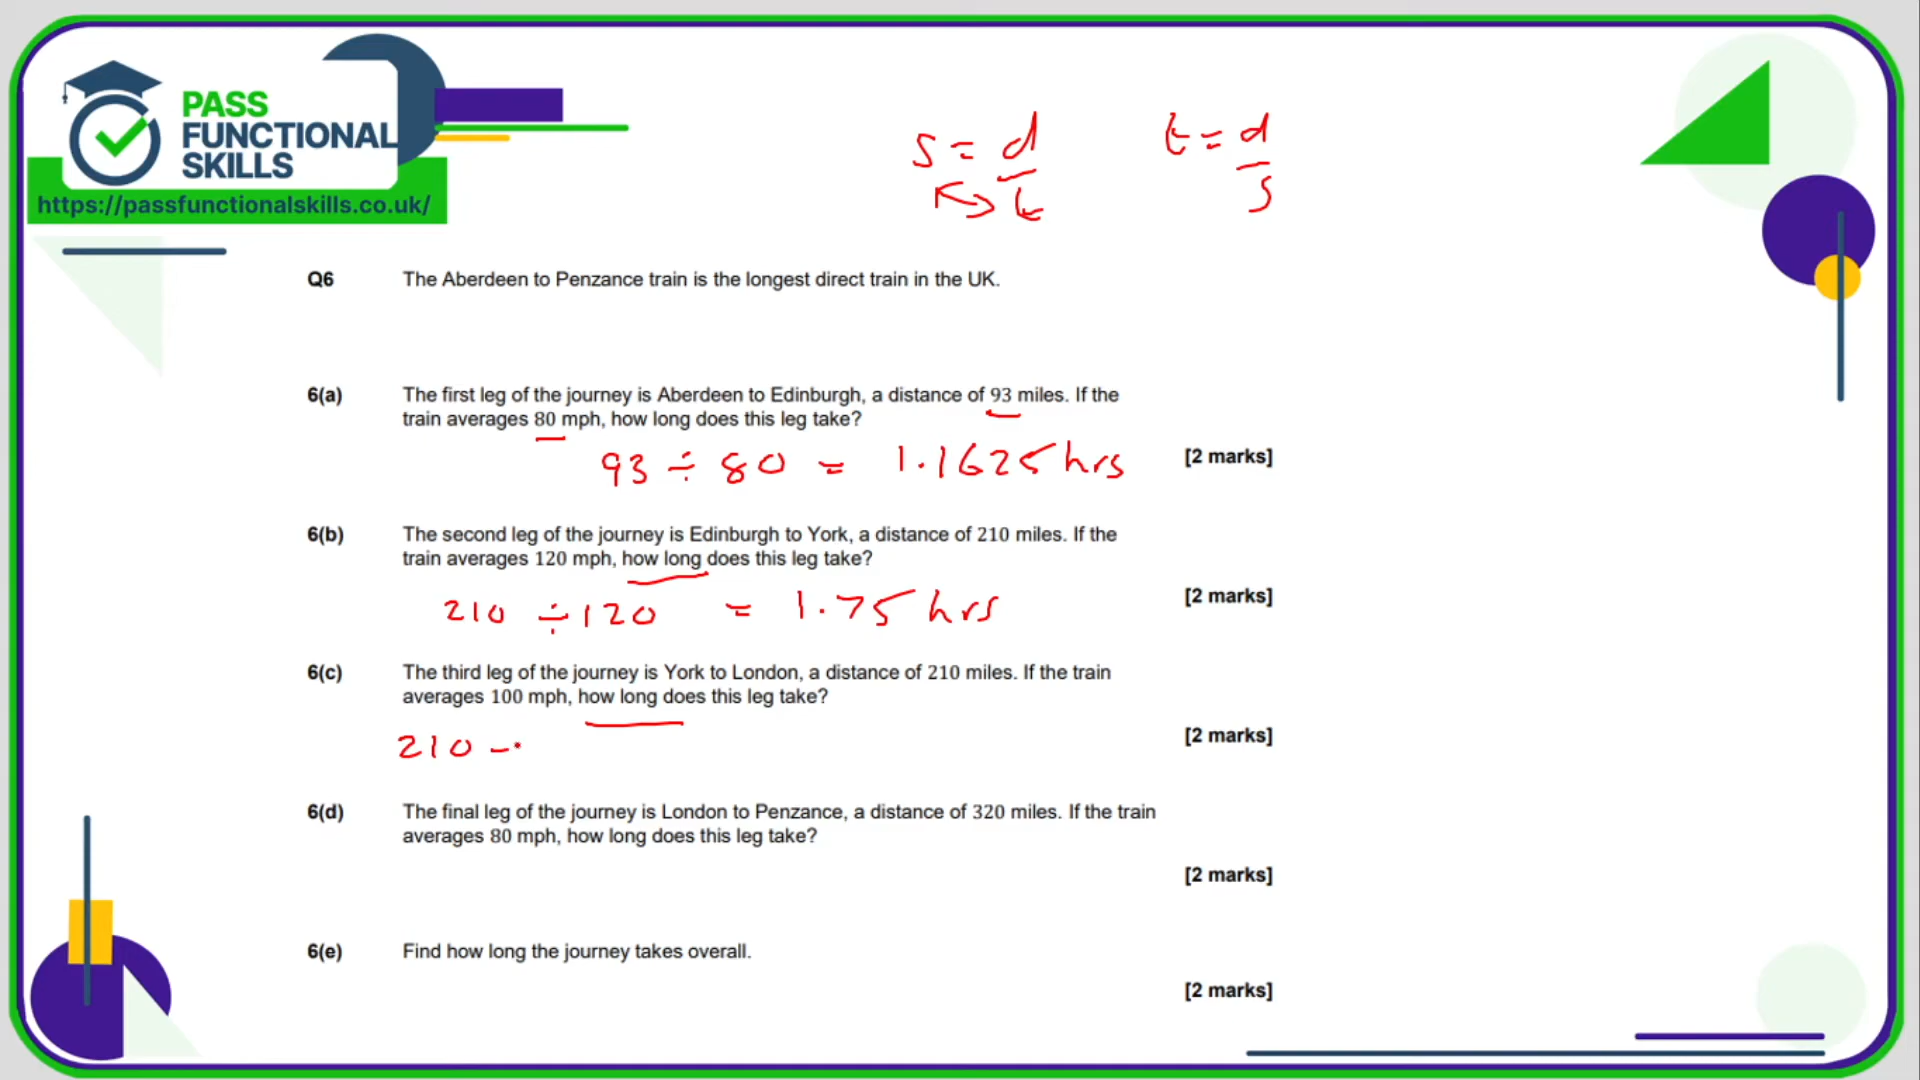 PASS
FUNCTIONAL
SKILLS
https://passfunctionalskills.co.uk/
s = d/t
t = d/s
Q6 The Aberdeen to Penzance train is the longest direct train in the UK.
6(a) The first leg of the journey is Aberdeen to Edinburgh, a distance of 93 miles. If the
train averages 80 mph, how long does this leg take?
93 ÷ 80 = 1.1625 hrs
[2 marks]
6(b) The second leg of the journey is Edinburgh to York, a distance of 210 miles. If the
train averages 120 mph, how long does this leg take?
210 ÷ 120 = 1.75 hrs
[2 marks]
6(c) The third leg of the journey is York to London, a distance of 210 miles. If the train
averages 100 mph, how long does this leg take?
210 -·
[2 marks]
6(d) The final leg of the journey is London to Penzance, a distance of 320 miles. If the train
averages 80 mph, how long does this leg take?
[2 marks]
6(e) Find how long the journey takes overall.
[2 marks]